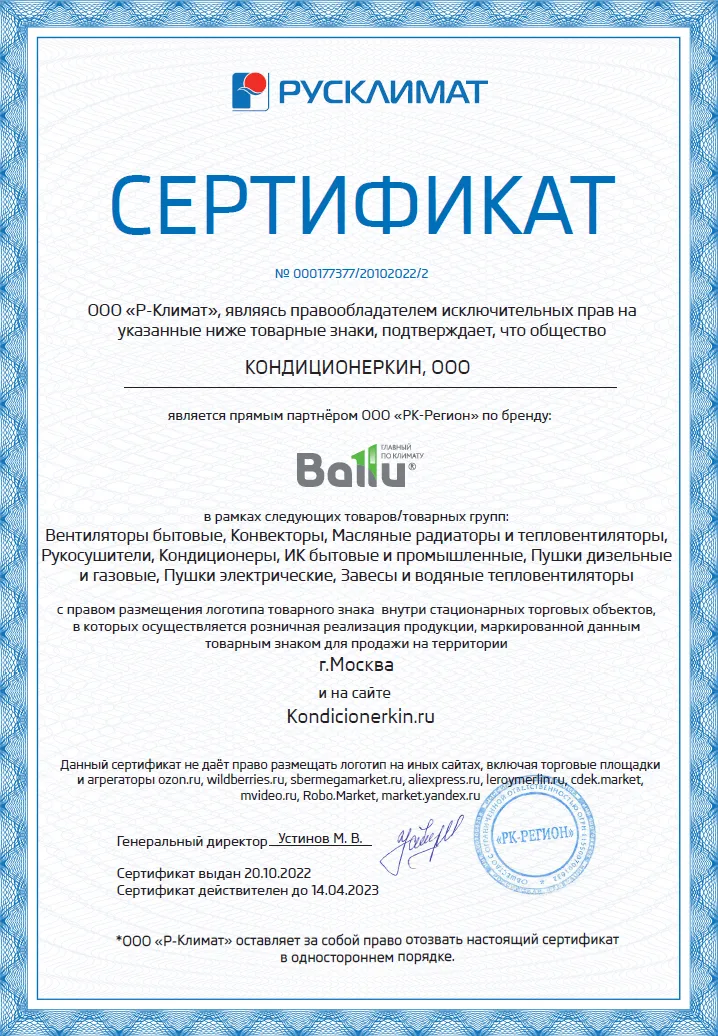 РУСКЛИМАТ
СЕРТИФИКАТ
№ 000177377/20102022/2
ООО «Р-Климат», являясь правообладателем исключительных прав на
указанные ниже товарные знаки, подтверждает, что общество
КОНДИЦИОНЕРКИН, ООО
является прямым партнёром ООО «РК-Регион» по бренду:
ГЛАВНЫЙ
ПО КЛИМАТУ
Ballu®
в рамках следующих товаров/товарных групп:
Вентиляторы бытовые, Конвекторы, Масляные радиаторы и тепловентиляторы,
Рукосушители, Кондиционеры, ИК бытовые и промышленные, Пушки дизельные
и газовые, Пушки электрические, Завесы и водяные тепловентиляторы
с правом размещения логотипа товарного знака внутри стационарных торговых объектов,
в которых осуществляется розничная реализация продукции, маркированной данным
товарным знаком для продажи на территории
г.Москва
и на сайте
Kondicionerkin.ru
Данный сертификат не даёт право размещать логотип на иных сайтах, включая торговые площадки
и агрегаторы ozon.ru, wildberries.ru, sbermegamarket.ru, aliexpress.ru, leroymerlin.ru, cdek.market,
mvideo.ru, Robo.Market, market.yandex.ru
Генеральный директор Устинов М. В.
«РК-РЕГИОН»
Сертификат выдан 20.10.2022
Сертификат действителен до 14.04.2023
*ООО «Р-Климат» оставляет за собой право отозвать настоящий сертификат
в одностороннем порядке.